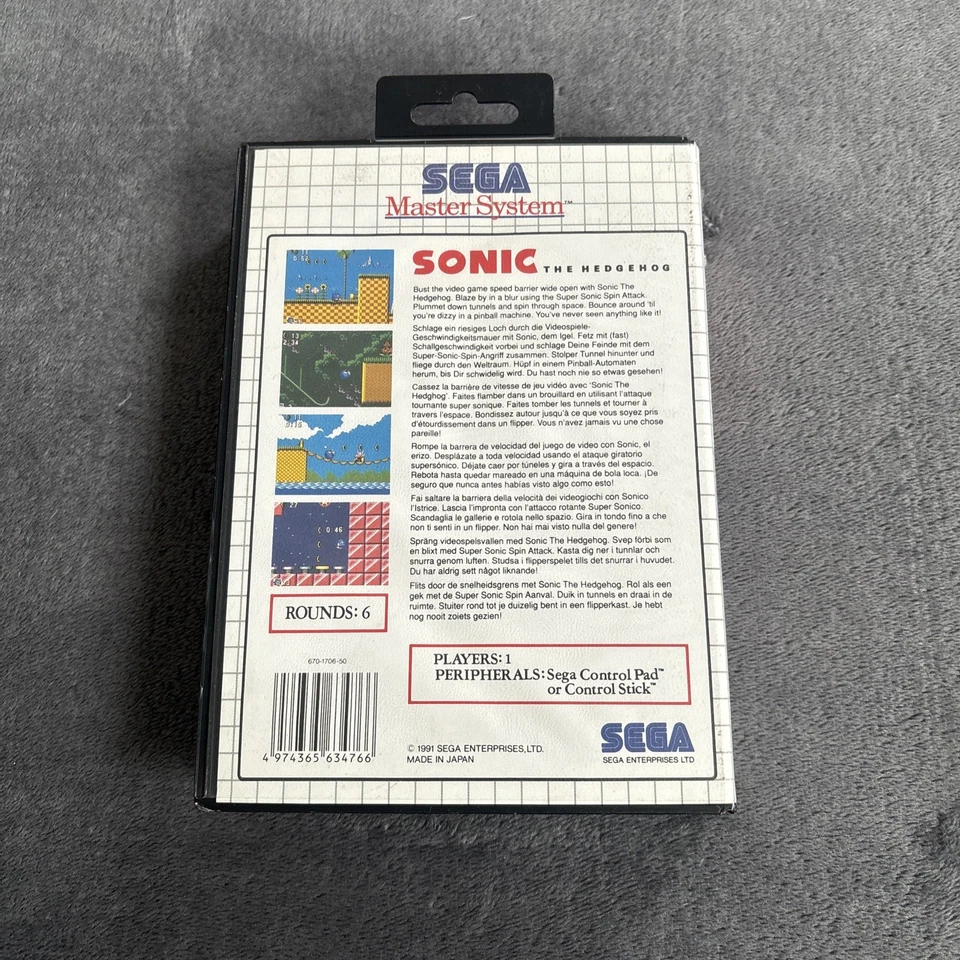 SEGA
Master System™
SONIC THE HEDGEHOG
Bust the video game speed barrier wide open with Sonic The
Hedgehog. Blaze by in a blur using the Super Sonic Spin Attack.
Plummet down tunnels and spin through space. Bounce around 'til
you're dizzy in a pinball machine. You've never seen anything like it!
Schlage ein riesiges Loch durch die Videospiele-
Geschwindigkeitsmauer mit Sonic, dem Igel. Fetz mit (fast)
Schallgeschwindigkeit vorbei und schlage Deine Feinde mit dem
Super-Sonic-Spin-Angriff zusammen. Stolper Tunnel hinunter und
fliege durch den Weltraum. Hüpf in einem Pinball-Automaten
herum, bis Dir schwidelig wird. Du hast noch nie so etwas gesehen!
Cassez la barrière de vitesse de jeu vidéo avec 'Sonic The
Hedghog'. Faites flamber dans un brouillard en utilisant l'attaque
tournante super sonique. Faites tomber les tunnels et tourner à
travers l'espace. Bondissez autour jusqu'à ce que vous soyez pris
d'étourdissement dans un flipper. Vous n'avez jamais vu une chose
pareille!
Rompe la barrera de velocidad del juego de video con Sonic, el
erizo. Desplázate a toda velocidad usando el ataque giratorio
supersónico. Déjate caer por túneles y gira a través del espacio.
Rebota hasta quedar mareado en una máquina de bola loca. ¡De
seguro que nunca antes habías visto algo como esto!
Fai saltare la barriera della velocità dei videogiochi con Sonico
l'Istrice. Lascia l'impronta con l'attacco rotante Super Sonico.
Scandaglia le gallerie e rotola nello spazio. Gira in tondo fino a che
non ti senti in un flipper. Non hai mai visto nulla del genere!
Spräng videospelsvallen med Sonic The Hedgehog. Svep förbi som
en blixt med Super Sonic Spin Attack. Kasta dig ner i tunnlar och
snurra genom luften. Studsa i flipperspelet tills det snurrar i huvudet.
Du har aldrig sett något liknande!
Flits door de snelheidsgrens met Sonic The Hedgehog. Rol als een
gek met de Super Sonic Spin Aanval. Duik in tunnels en draai in de
ruimte. Stuiter rond tot je duizelig bent in een flipperkast. Je hebt
nog nooit zoiets gezien!
0:46
ROUNDS: 6
PLAYERS: 1
PERIPHERALS: Sega Control Pad™
or Control Stick™
670-1706-50
4 974365 634766
© 1991 SEGA ENTERPRISES, LTD.
MADE IN JAPAN
SEGA
SEGA ENTERPRISES LTD